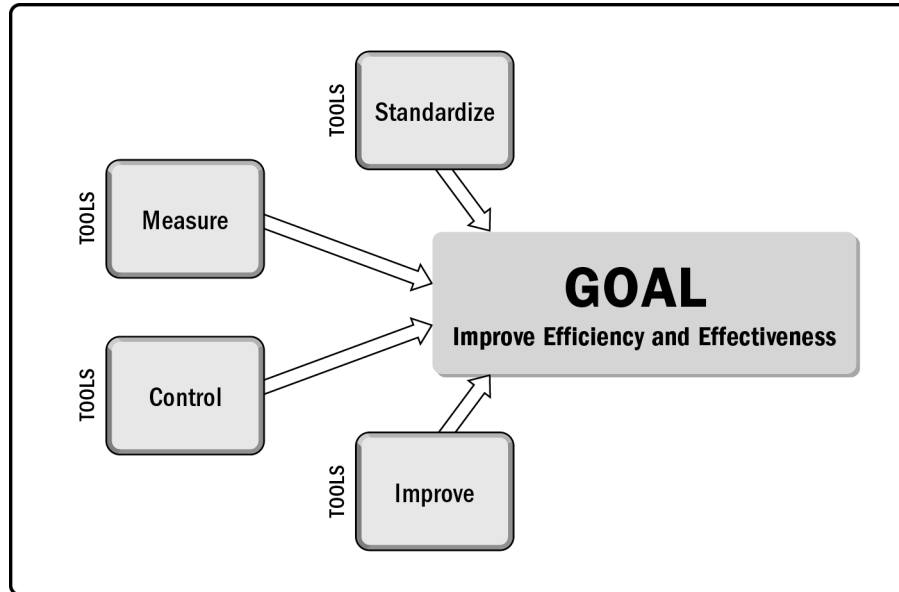 TOOLS
Standardize
TOOLS
Measure
GOAL
Improve Efficiency and Effectiveness
TOOLS
Control
TOOLS
Improve